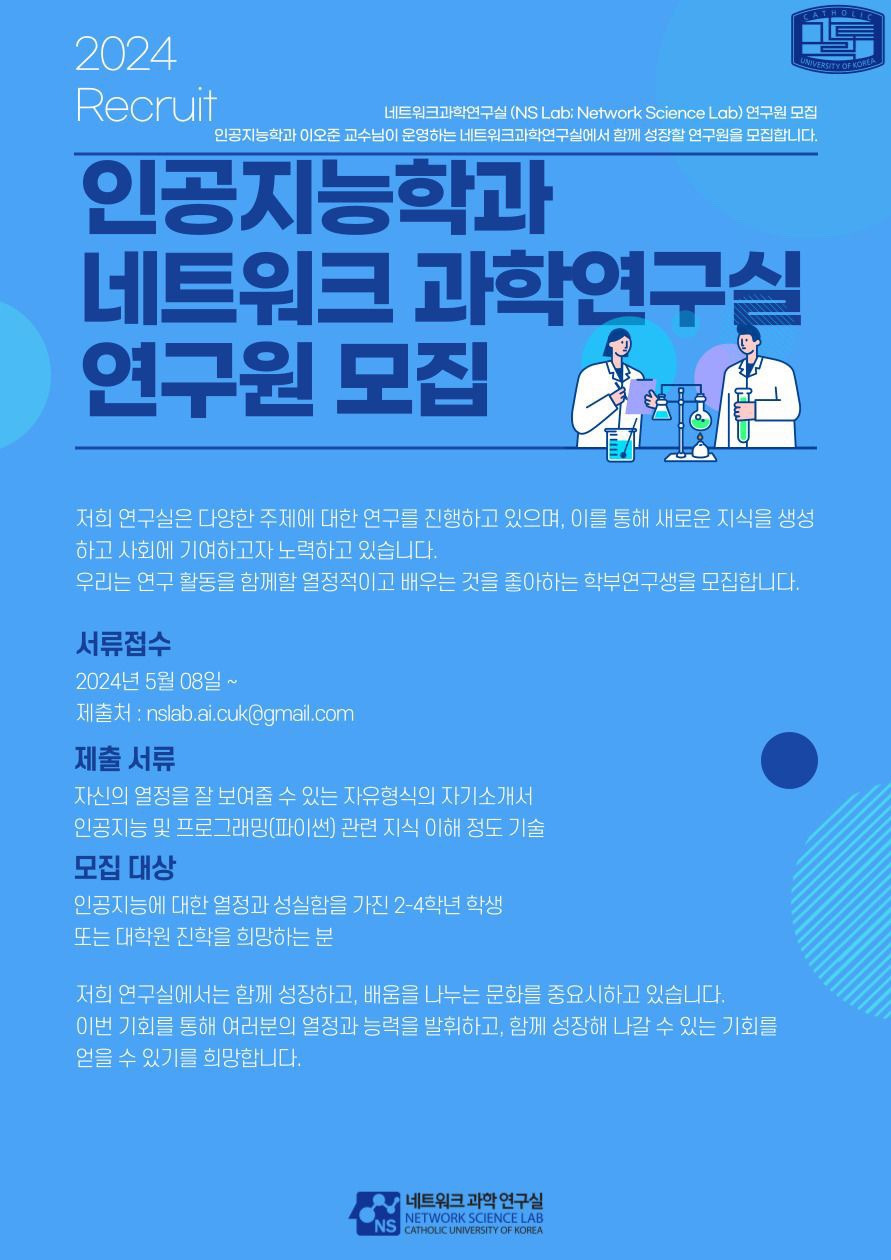 CATHOLIC
UNIVERSITY OF KOREA
2024
Recruit
네트워크과학연구실 (NS Lab; Network Science Lab) 연구원 모집
인공지능학과 이오준 교수님이 운영하는 네트워크과학연구실에서 함께 성장할 연구원을 모집합니다.
인공지능학과
네트워크 과학연구실
연구원 모집
저희 연구실은 다양한 주제에 대한 연구를 진행하고 있으며, 이를 통해 새로운 지식을 생성
하고 사회에 기여하고자 노력하고 있습니다.
우리는 연구 활동을 함께할 열정적이고 배우는 것을 좋아하는 학부연구생을 모집합니다.
서류접수
2024년 5월 08일 ~
제출처 : nslab.ai.cuk@gmail.com
제출 서류
자신의 열정을 잘 보여줄 수 있는 자유형식의 자기소개서
인공지능 및 프로그래밍(파이썬) 관련 지식 이해 정도 기술
모집 대상
인공지능에 대한 열정과 성실함을 가진 2-4학년 학생
또는 대학원 진학을 희망하는 분
저희 연구실에서는 함께 성장하고, 배움을 나누는 문화를 중요시하고 있습니다.
이번 기회를 통해 여러분의 열정과 능력을 발휘하고, 함께 성장해 나갈 수 있는 기회를
얻을 수 있기를 희망합니다.
NS
네트워크 과학 연구실
NETWORK SCIENCE LAB
CATHOLIC UNIVERSITY OF KOREA